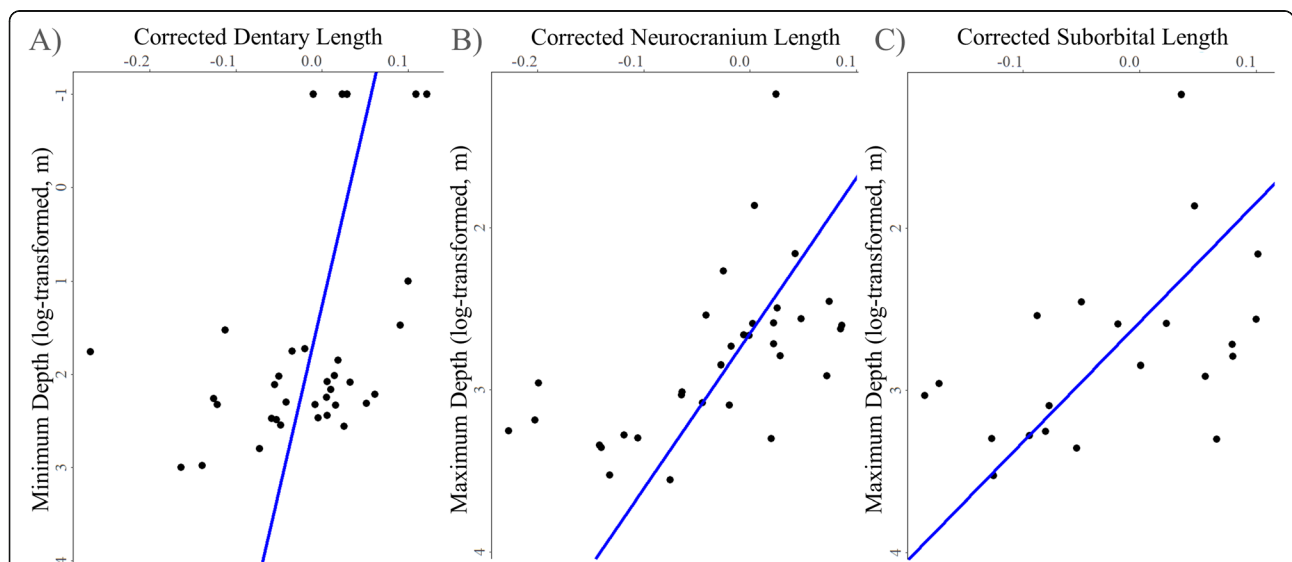 A) Corrected Dentary Length
-0.2 -0.1 0.0 0.1
Minimum Depth (log-transformed, m)
-1
0
1
2
3
4
B) Corrected Neurocranium Length
-0.2 -0.1 0.0 0.1
Maximum Depth (log-transformed, m)
2
3
4
C) Corrected Suborbital Length
-0.1 0.0 0.1
Maximum Depth (log-transformed, m)
2
3
4